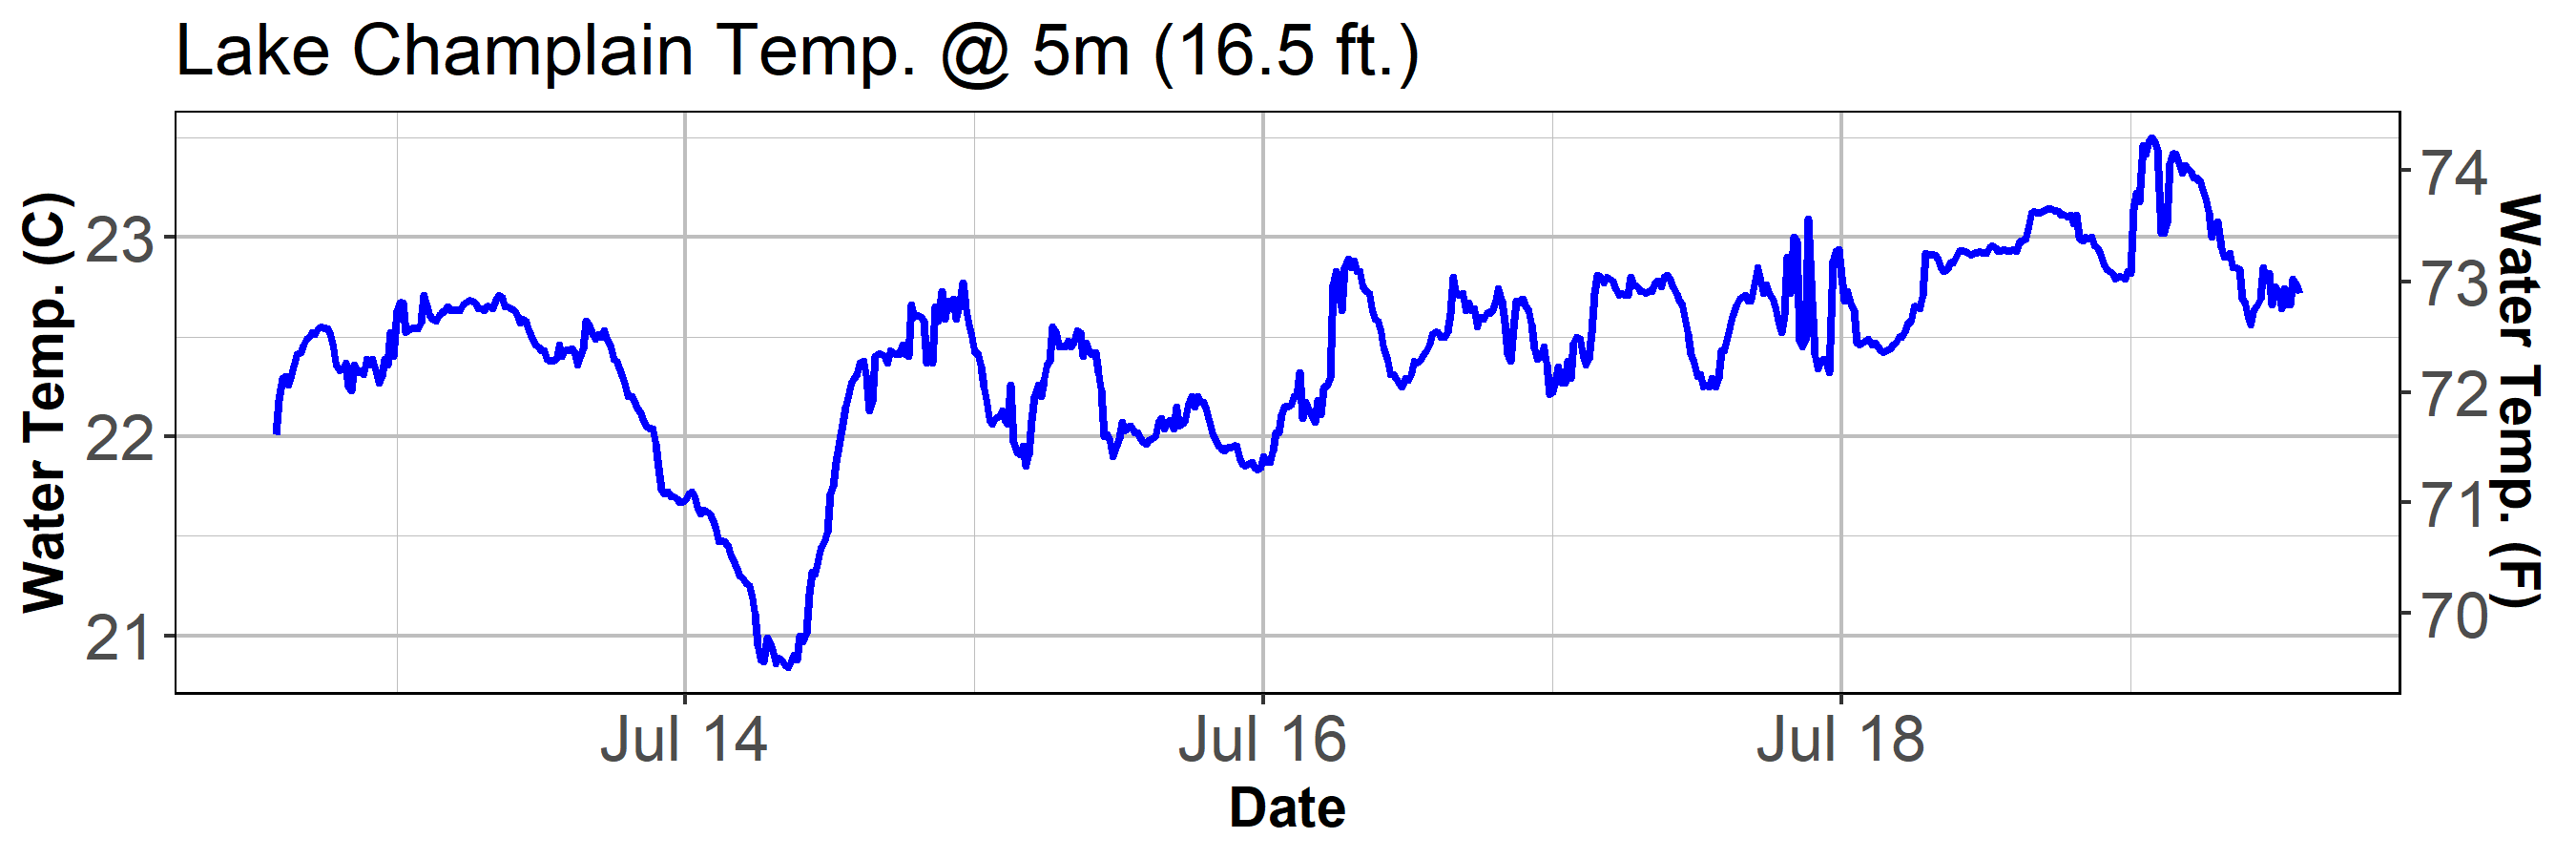 Lake Champlain Temp. @ 5m (16.5 ft.)
Water Temp. (C)
23
22
21
74
73
72
71
70
Water Temp. (F)
Jul 14
Jul 16
Jul 18
Date